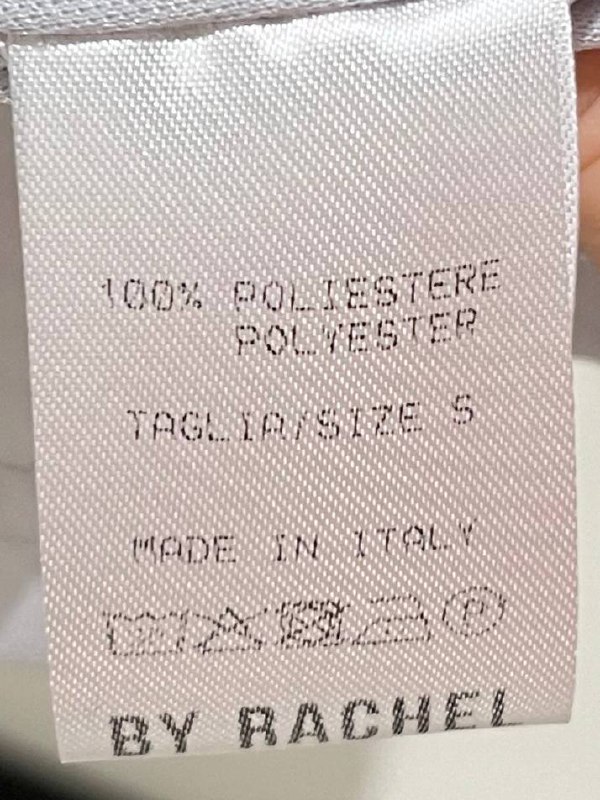 100% POLIESTERE
POLYESTER
TAGLIA/SIZE S
MADE IN ITALY
P
BY RACHEL